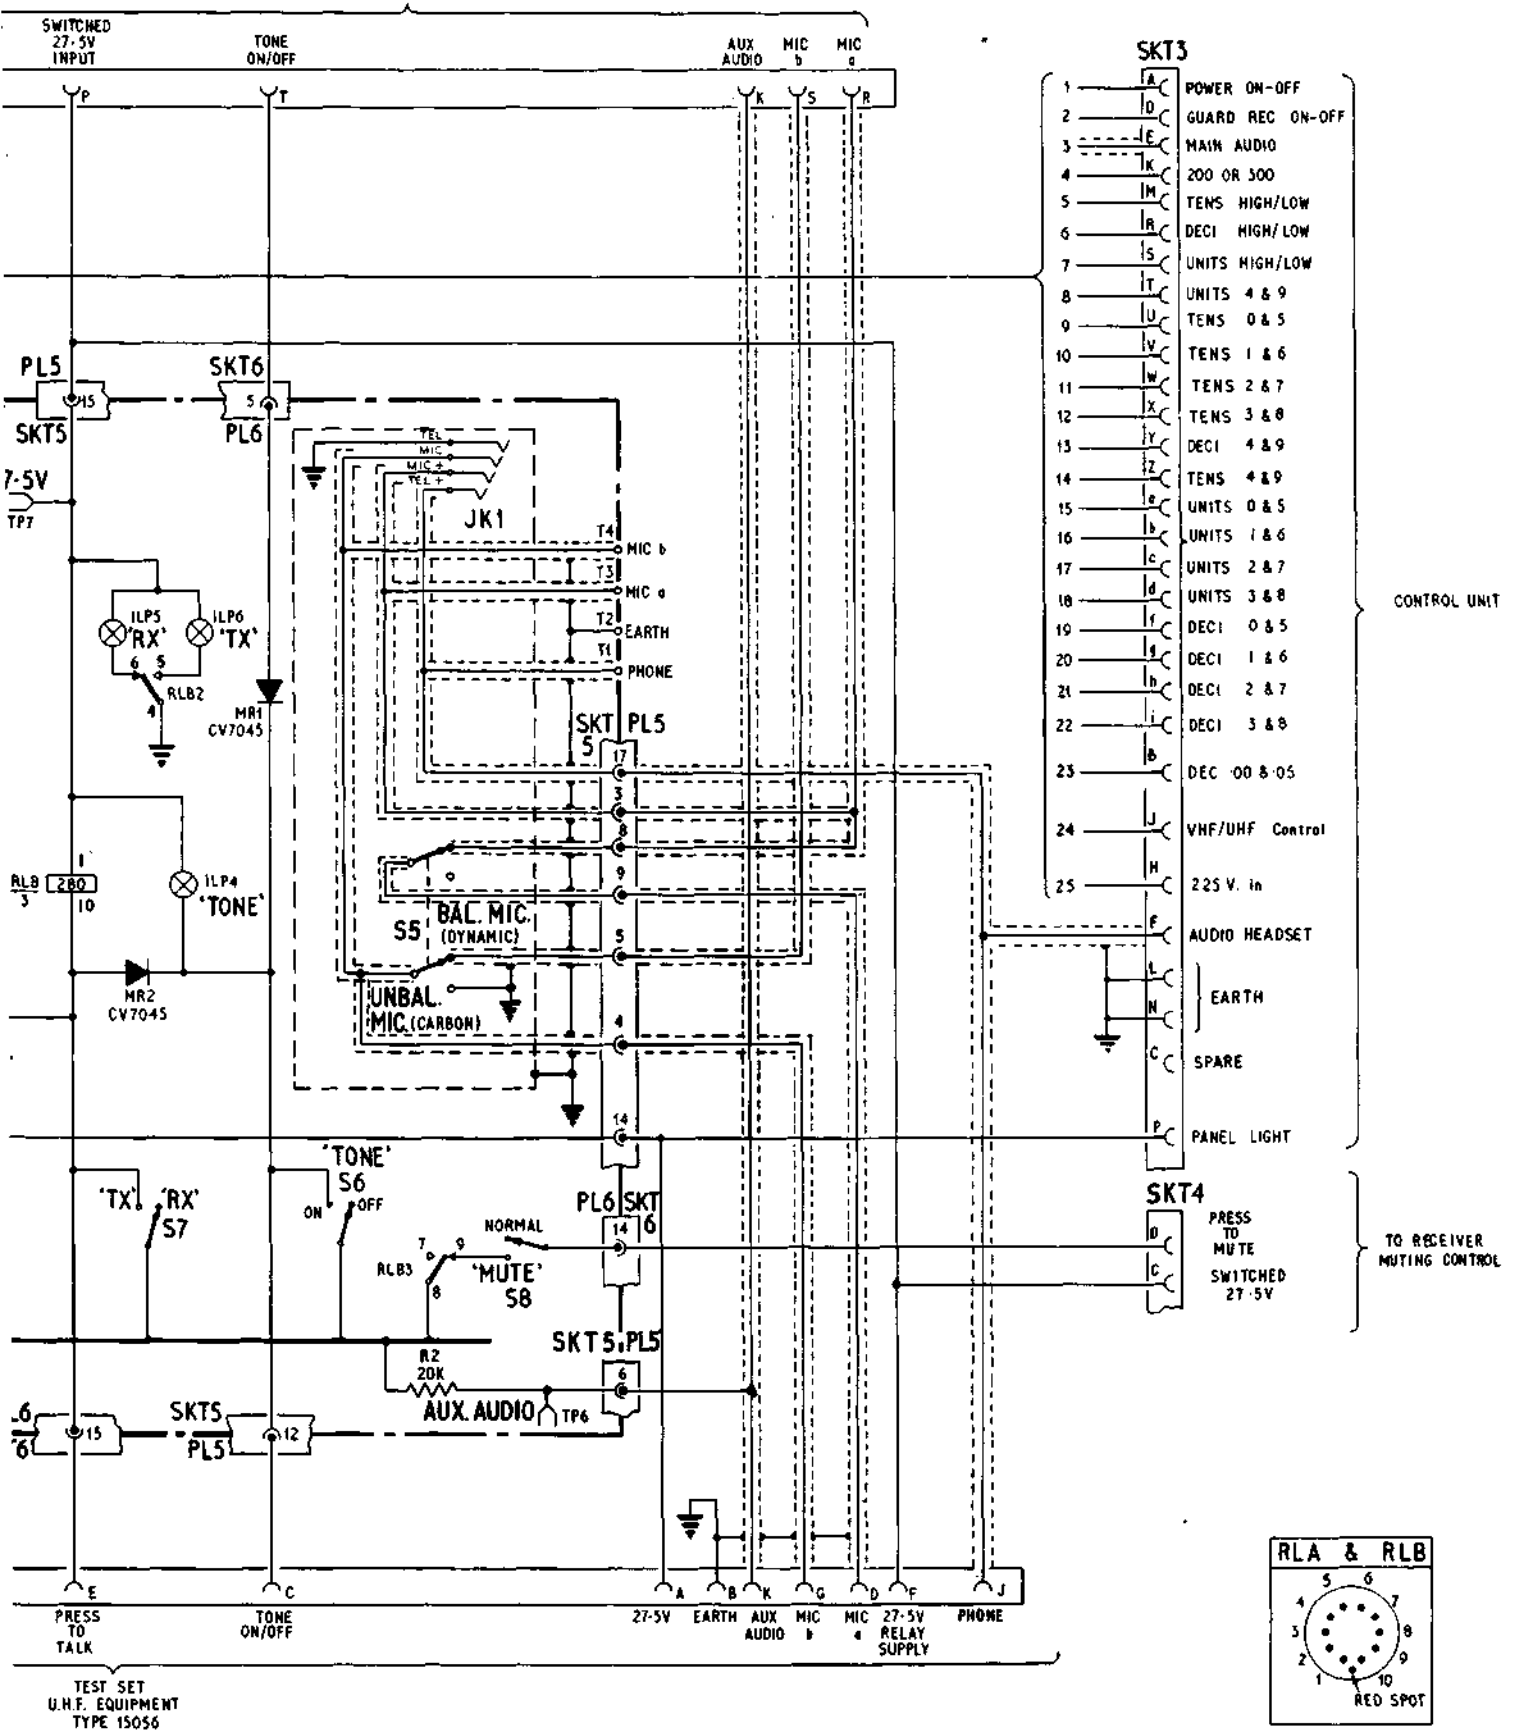 SWITCHED
27·5V
INPUT
TONE
ON/OFF
AUX
AUDIO
MIC
b
MIC
a
P
T
K
S
R
SKT3
1 A POWER ON-OFF
2 D GUARD REC ON-OFF
3 E MAIN AUDIO
4 K 200 OR 300
5 M TENS HIGH/LOW
6 R DECI HIGH/LOW
7 S UNITS HIGH/LOW
8 T UNITS 4 & 9
9 U TENS 0 & 5
10 V TENS 1 & 6
11 W TENS 2 & 7
12 X TENS 3 & 8
13 Y DECI 4 & 9
14 Z TENS 4 & 9
15 UNITS 0 & 5
16 b UNITS 1 & 6
17 c UNITS 2 & 7
18 d UNITS 3 & 8
19 f DECI 0 & 5
20 g DECI 1 & 6
21 h DECI 2 & 7
22 i DECI 3 & 8
23 B DEC ·00 & ·05
24 J VHF/UHF Control
25 H 225 V. in
F AUDIO HEADSET
L
N
EARTH
C SPARE
P PANEL LIGHT
CONTROL UNIT
PL5
15
SKT5
SKT6
5
PL6
7·5V
TP7
TEL
MIC
MIC +
TEL +
JK1
T4
MIC b
T3
MIC a
T2
EARTH
T1
PHONE
ILP5
'RX'
ILP6
'TX'
6 5
4
RLB2
MR1
CV7045
SKT PL5
5
17
3
8
9
5
4
14
1
RLB
3
280
10
ILP4
'TONE'
S5
BAL. MIC.
(DYNAMIC)
UNBAL.
MIC. (CARBON)
MR2
CV7045
'TX' 'RX'
S7
'TONE'
S6
ON
OFF
PL6 SKT
6
14
NORMAL
7 9
8
RLB3
'MUTE'
S8
SKT4
D
PRESS
TO
MUTE
C
SWITCHED
27·5V
TO RECEIVER
MUTING CONTROL
SKT5 PL5
6
R2
20K
AUX. AUDIO
TP6
L6
15
6
SKT5
12
PL5
E
PRESS
TO
TALK
C
TONE
ON/OFF
A
27·5V
B
EARTH
K
AUX
AUDIO
G
MIC
b
D
MIC
a
F
27·5V
RELAY
SUPPLY
J
PHONE
TEST SET
U.H.F. EQUIPMENT
TYPE 15056
RLA & RLB
5 6
4 7
3 8
2 9
1 10
RED SPOT